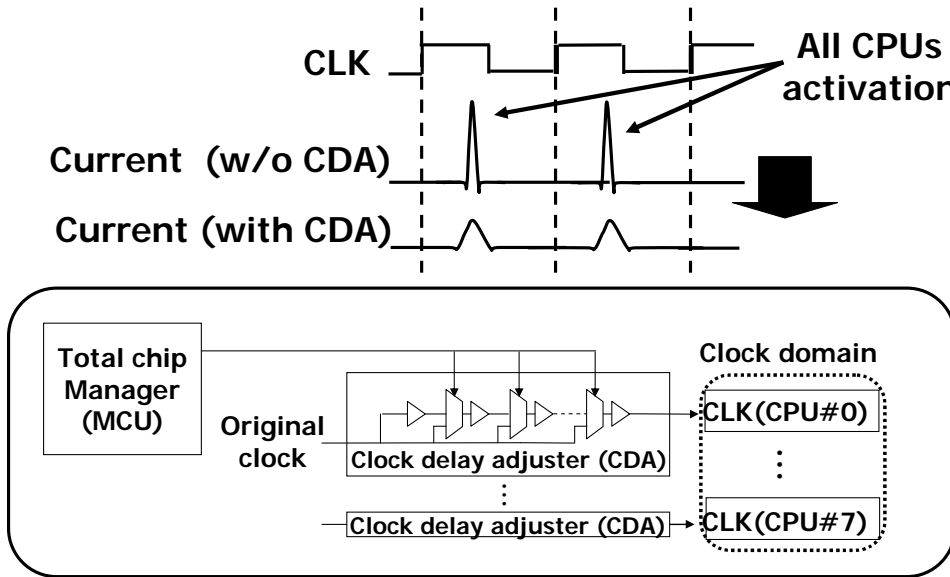 CLK
All CPUs
activation
Current (w/o CDA)
Current (with CDA)
Total chip
Manager
(MCU)
Original
clock
Clock delay adjuster (CDA)
Clock delay adjuster (CDA)
Clock domain
CLK(CPU#0)
CLK(CPU#7)